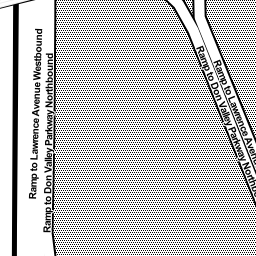 Ramp to Lawrence Avenue Westbound
Ramp to Don Valley Parkway Northbound
Ramp to Lawrence Aven
Ramp to Don Valley Parkway North